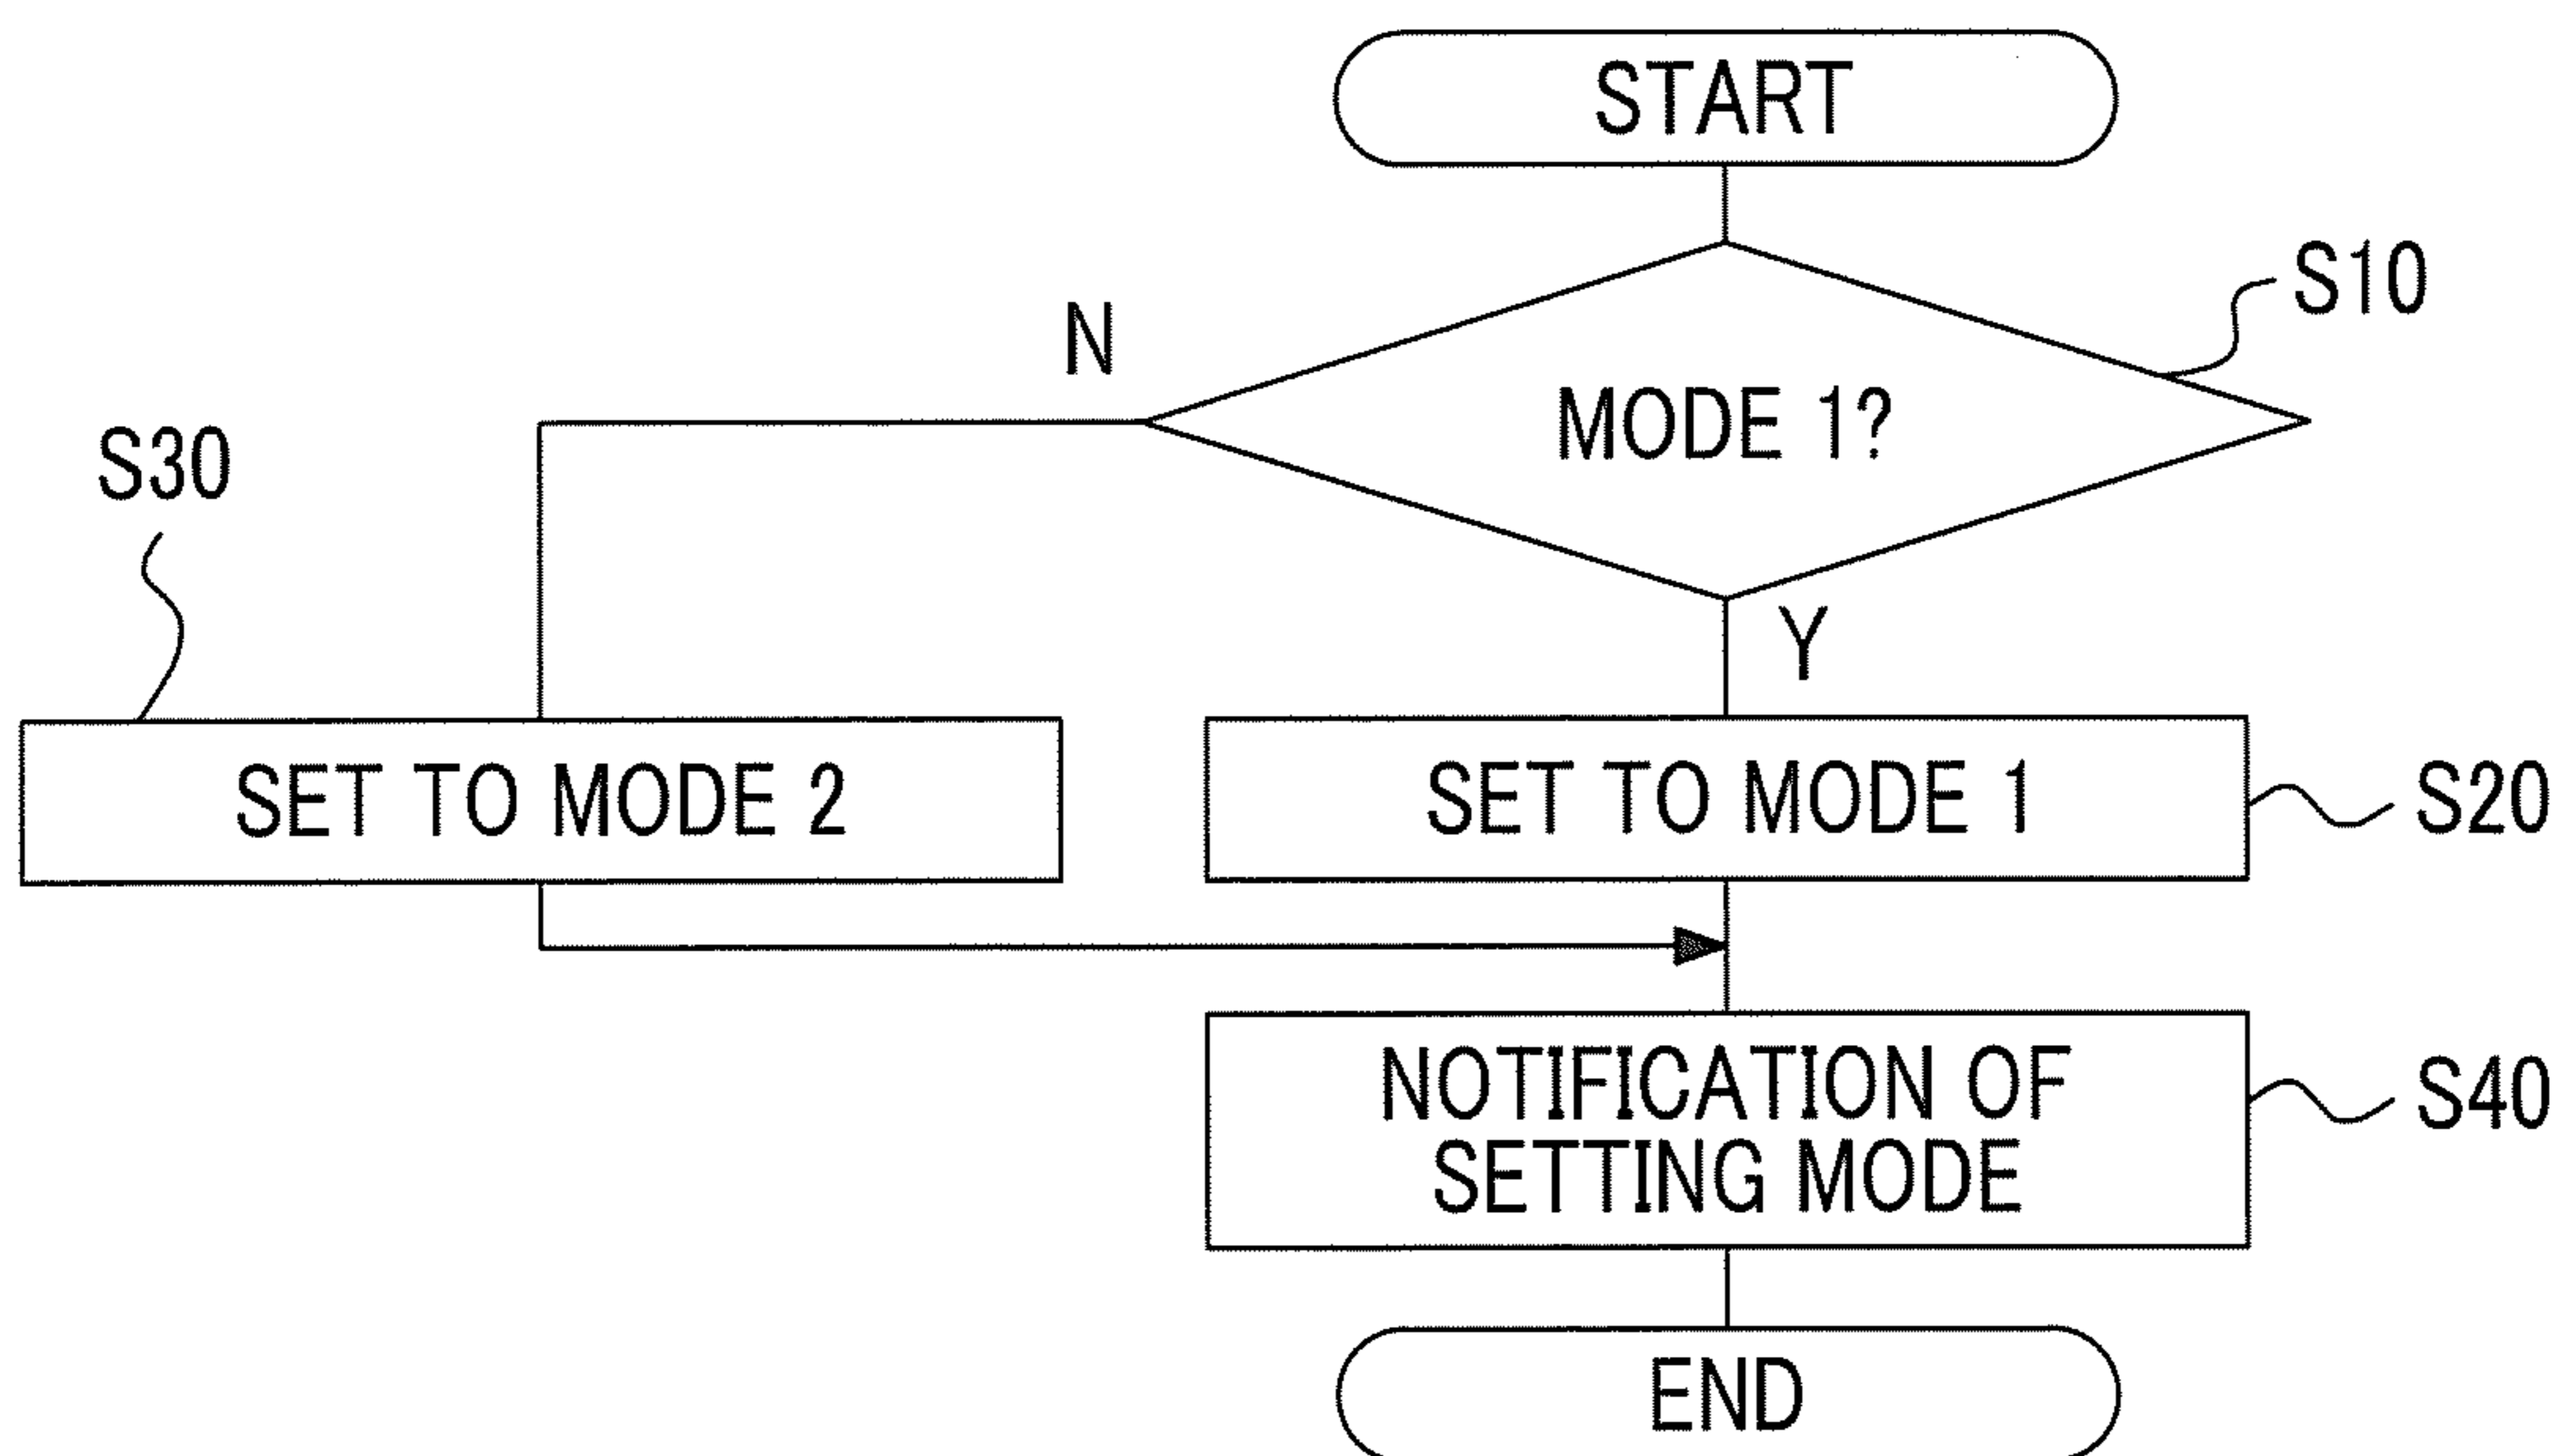 START
S10
N
MODE 1?
S30
Y
SET TO MODE 2
SET TO MODE 1
S20
NOTIFICATION OF
SETTING MODE
S40
END